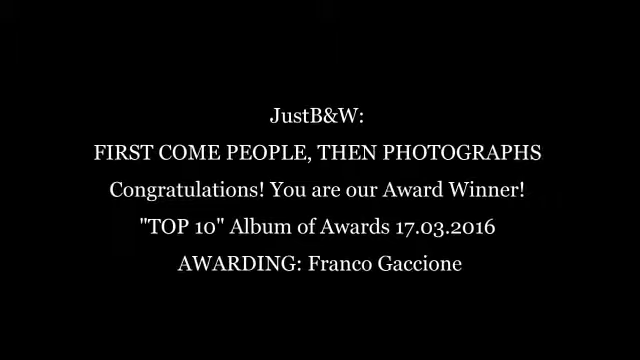 JustB&W:
FIRST COME PEOPLE, THEN PHOTOGRAPHS
Congratulations! You are our Award Winner!
"TOP 10" Album of Awards 17.03.2016
AWARDING: Franco Gaccione